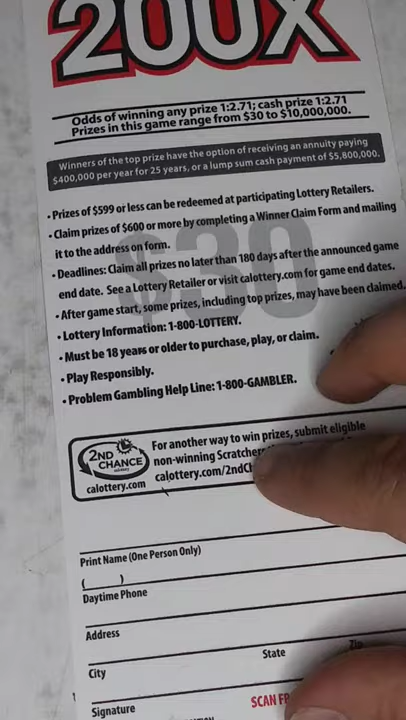 200X
Odds of winning any prize 1:2.71; cash prize 1:2.71
Prizes in this game range from $30 to $10,000,000.
Winners of the top prize have the option of receiving an annuity paying
$400,000 per year for 25 years, or a lump sum cash payment of $5,800,000.
$30
• Prizes of $599 or less can be redeemed at participating Lottery Retailers.
• Claim prizes of $600 or more by completing a Winner Claim Form and mailing
it to the address on form.
• Deadlines: Claim all prizes no later than 180 days after the announced game
end date. See a Lottery Retailer or visit calottery.com for game end dates.
• After game start, some prizes, including top prizes, may have been claimed.
• Lottery Information: 1-800-LOTTERY.
• Must be 18 years or older to purchase, play, or claim.
• Play Responsibly.
• Problem Gambling Help Line: 1-800-GAMBLER.
2ND
CHANCE
calottery.com
For another way to win prizes, submit eligible
non-winning Scratchers
calottery.com/2ndCh
Print Name (One Person Only)
( )
Daytime Phone
Address
City State Zip
Signature
SCAN FR